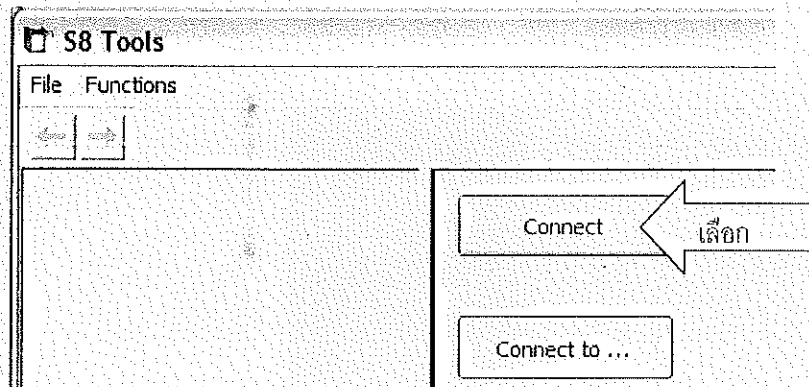 S8 Tools
File Functions
Connect
เลือก
Connect to ...